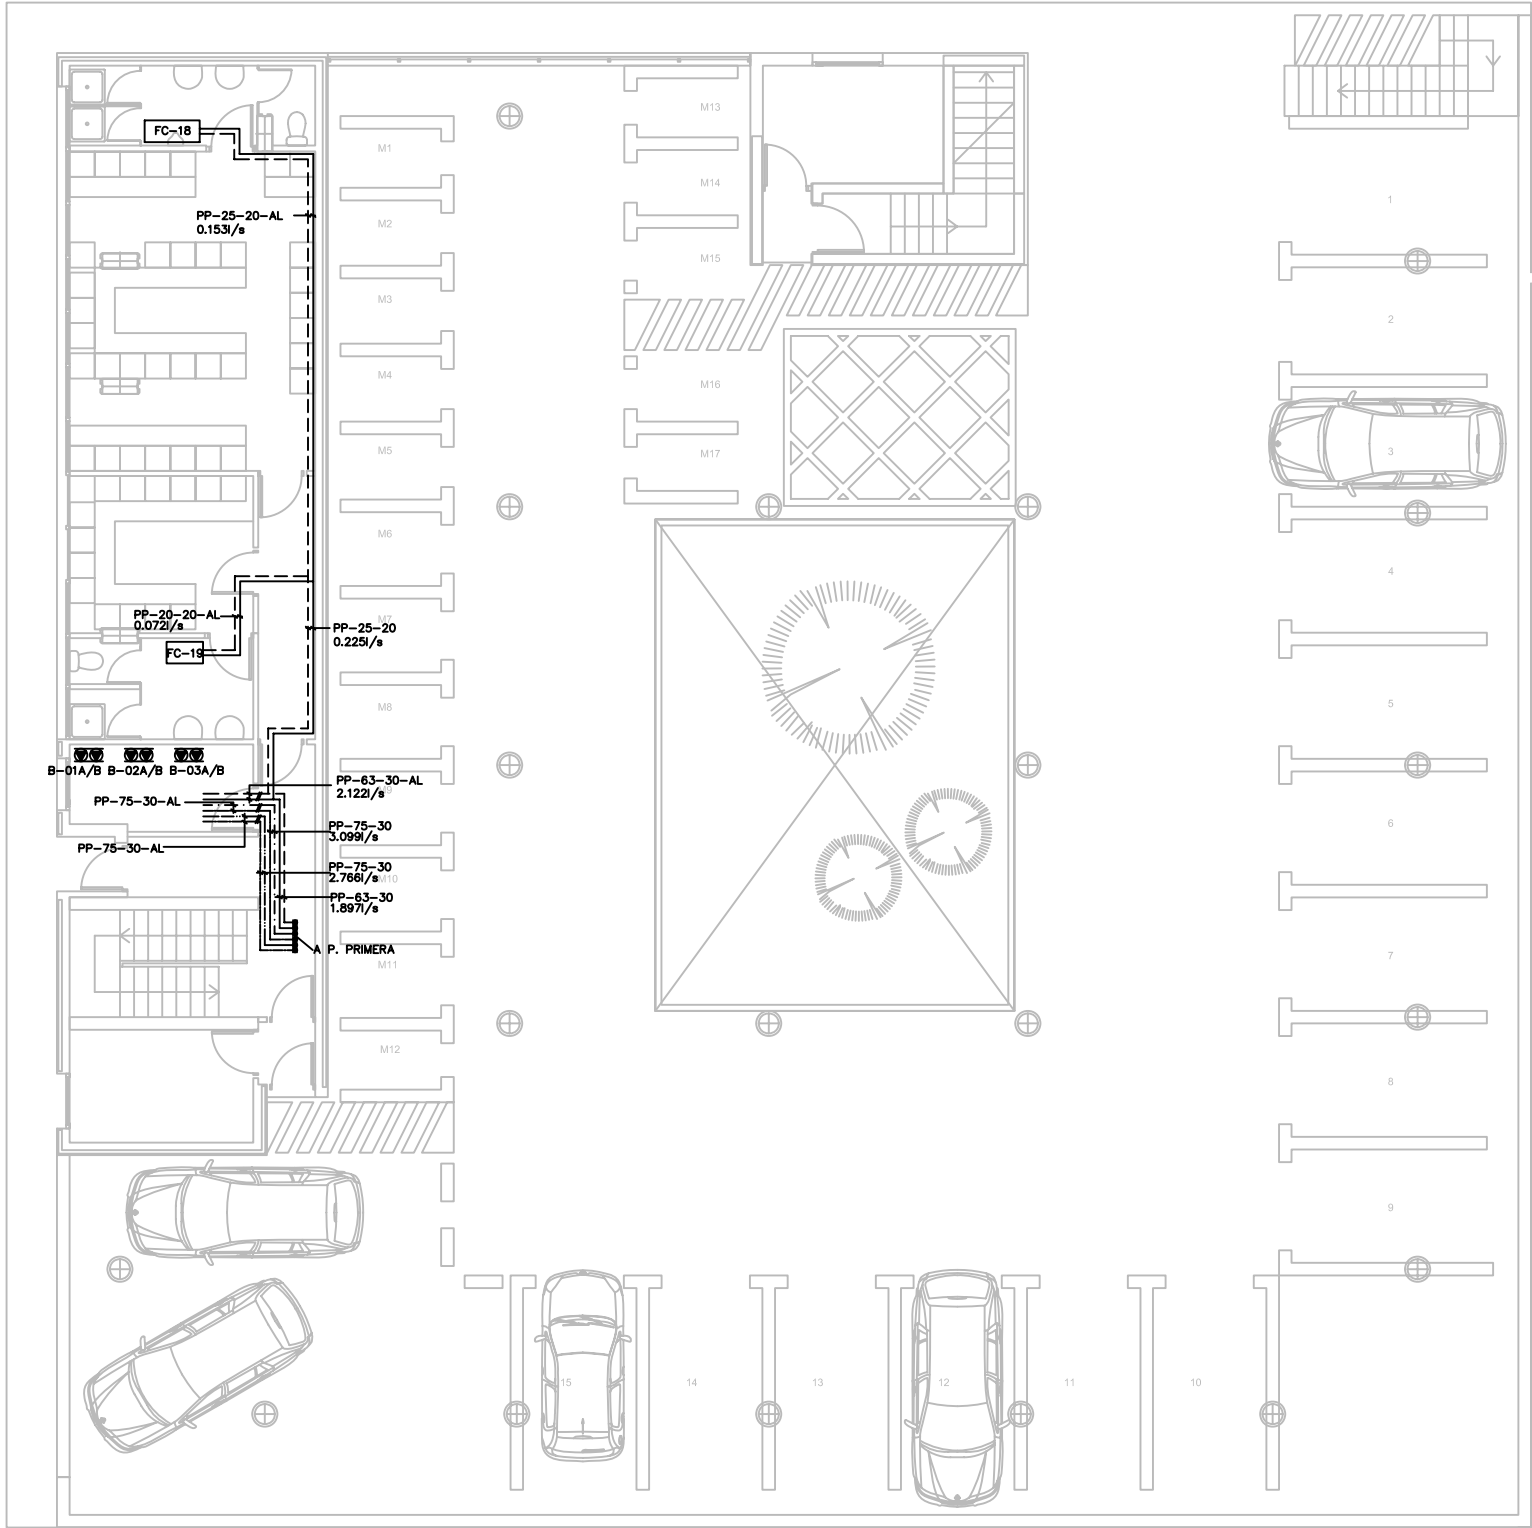 FC-18
PP-25-20-AL
0.153l/s
FC-19
PP-20-20-AL
0.072l/s
PP-25-20
0.225l/s
B-01A/B
B-02A/B
B-03A/B
PP-63-30-AL
2.122l/s
PP-75-30-AL
PP-75-30
3.099l/s
PP-75-30-AL
PP-75-30
2.766l/s
PP-63-30
1.897l/s
A P. PRIMERA
M1
M2
M3
M4
M5
M6
M7
M8
M9
M10
M11
M12
M13
M14
M15
M16
M17
1
2
3
4
5
6
7
8
9
15
14
13
12
11
10